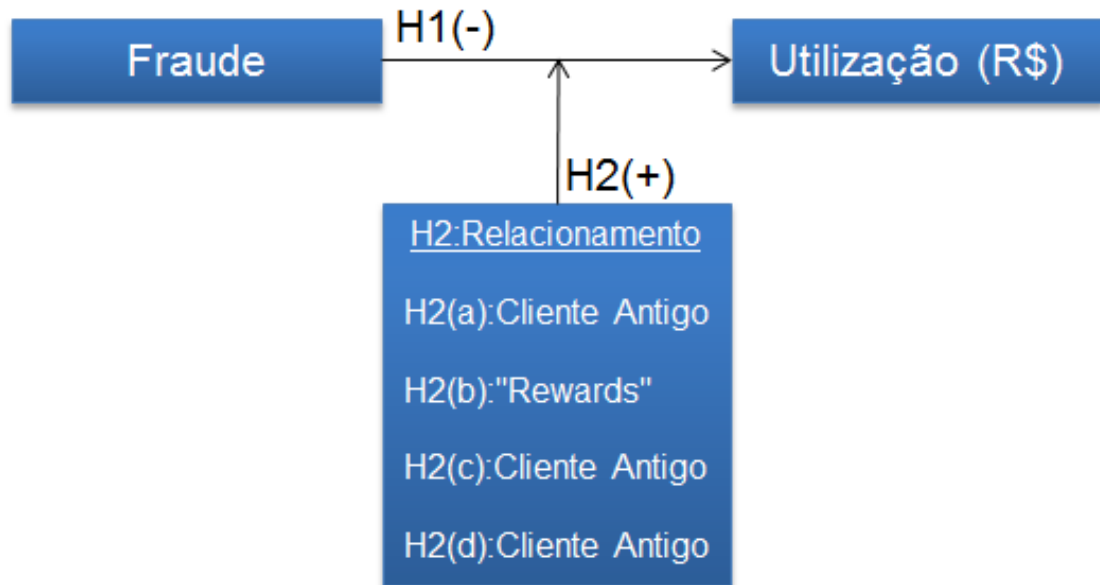 H1(-)
Fraude
Utilização (R$)
H2(+)
H2:Relacionamento
H2(a):Cliente Antigo
H2(b):"Rewards"
H2(c):Cliente Antigo
H2(d):Cliente Antigo